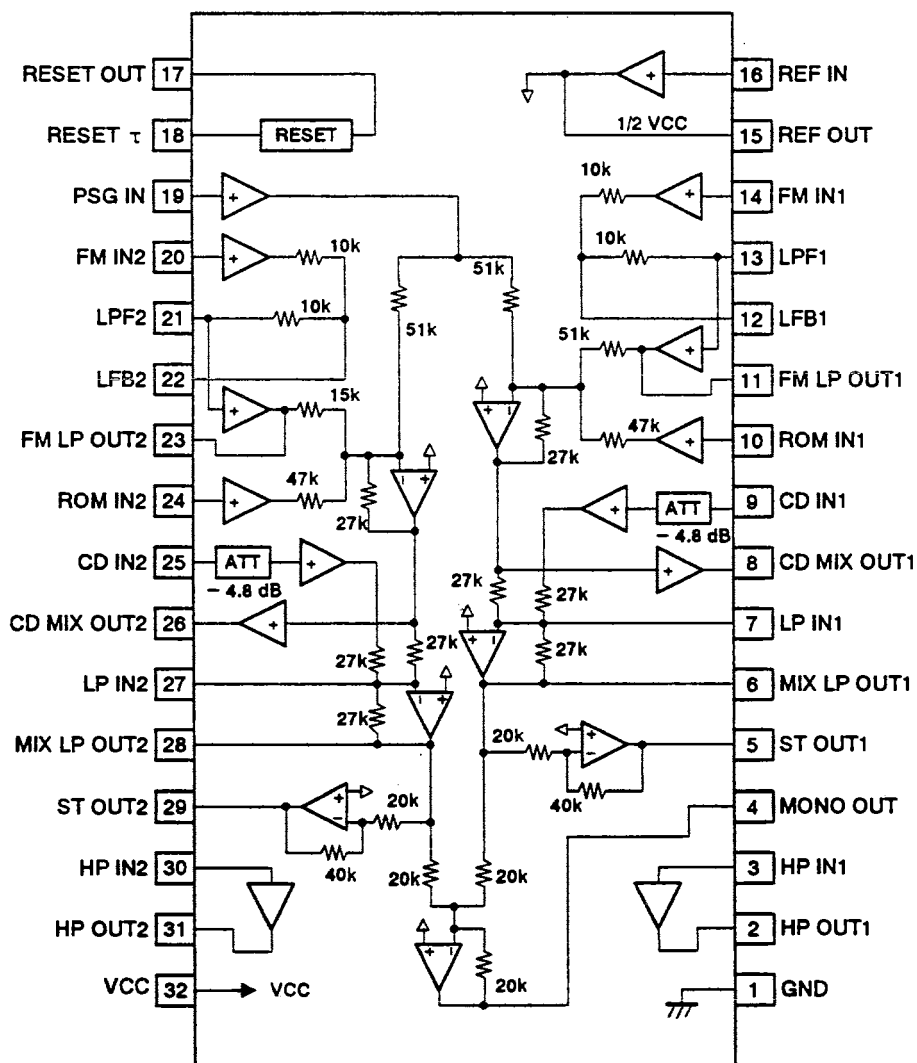 RESET OUT 17
16 REF IN
RESET τ 18 RESET
1/2 VCC
15 REF OUT
PSG IN 19
10k
14 FM IN1
FM IN2 20
10k
10k
13 LPF1
51k
LPF2 21
10k
51k
51k
12 LFB1
LFB2 22
15k
11 FM LP OUT1
FM LP OUT2 23
47k
10 ROM IN1
27k
ROM IN2 24
47k
27k
ATT
9 CD IN1
– 4.8 dB
CD IN2 25
ATT
– 4.8 dB
8 CD MIX OUT1
27k
27k
CD MIX OUT2 26
7 LP IN1
27k
27k
27k
LP IN2 27
6 MIX LP OUT1
27k
MIX LP OUT2 28
20k
5 ST OUT1
40k
ST OUT2 29
20k
4 MONO OUT
40k
HP IN2 30
20k
20k
3 HP IN1
HP OUT2 31
2 HP OUT1
20k
VCC 32 VCC
1 GND